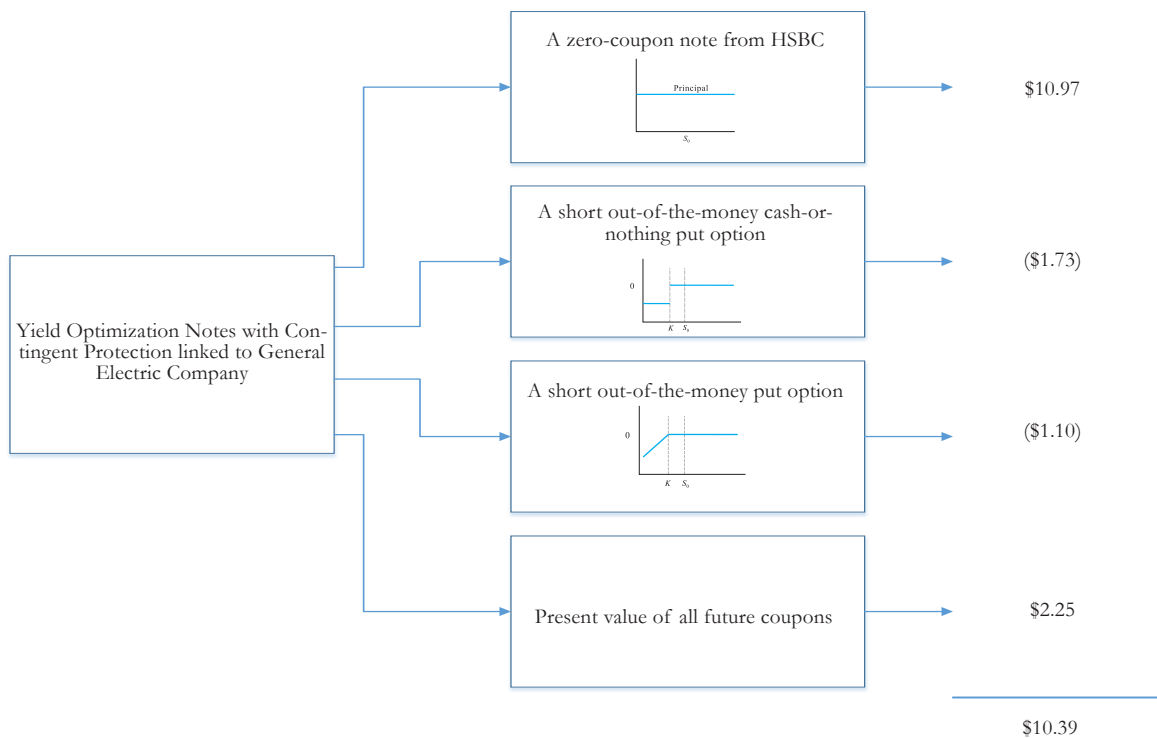 A zero-coupon note from HSBC
Principal
S₀
$10.97
A short out-of-the-money cash-or-
nothing put option
0
K
S₀
($1.73)
Yield Optimization Notes with Con-
tingent Protection linked to General
Electric Company
A short out-of-the-money put option
0
K
S₀
($1.10)
Present value of all future coupons
$2.25
$10.39